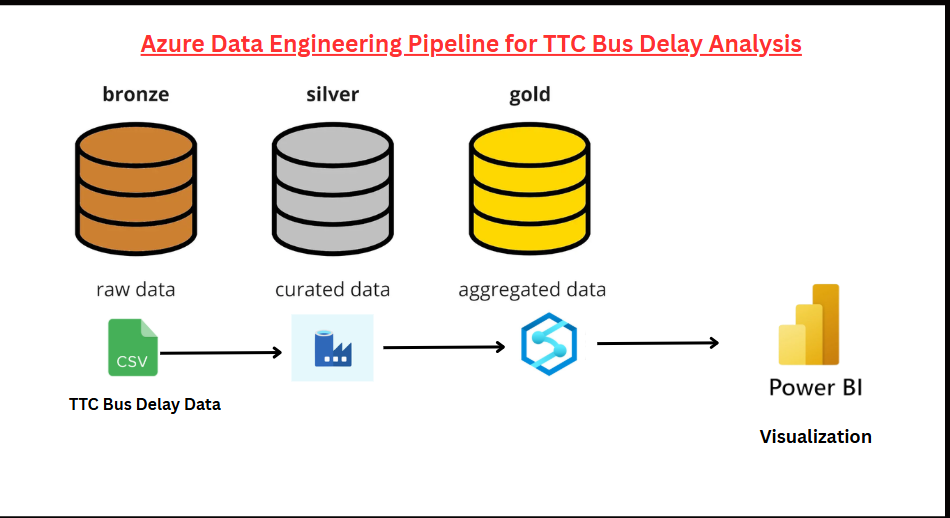 Azure Data Engineering Pipeline for TTC Bus Delay Analysis
bronze
silver
gold
raw data
curated data
aggregated data
CSV
TTC Bus Delay Data
Power BI
Visualization